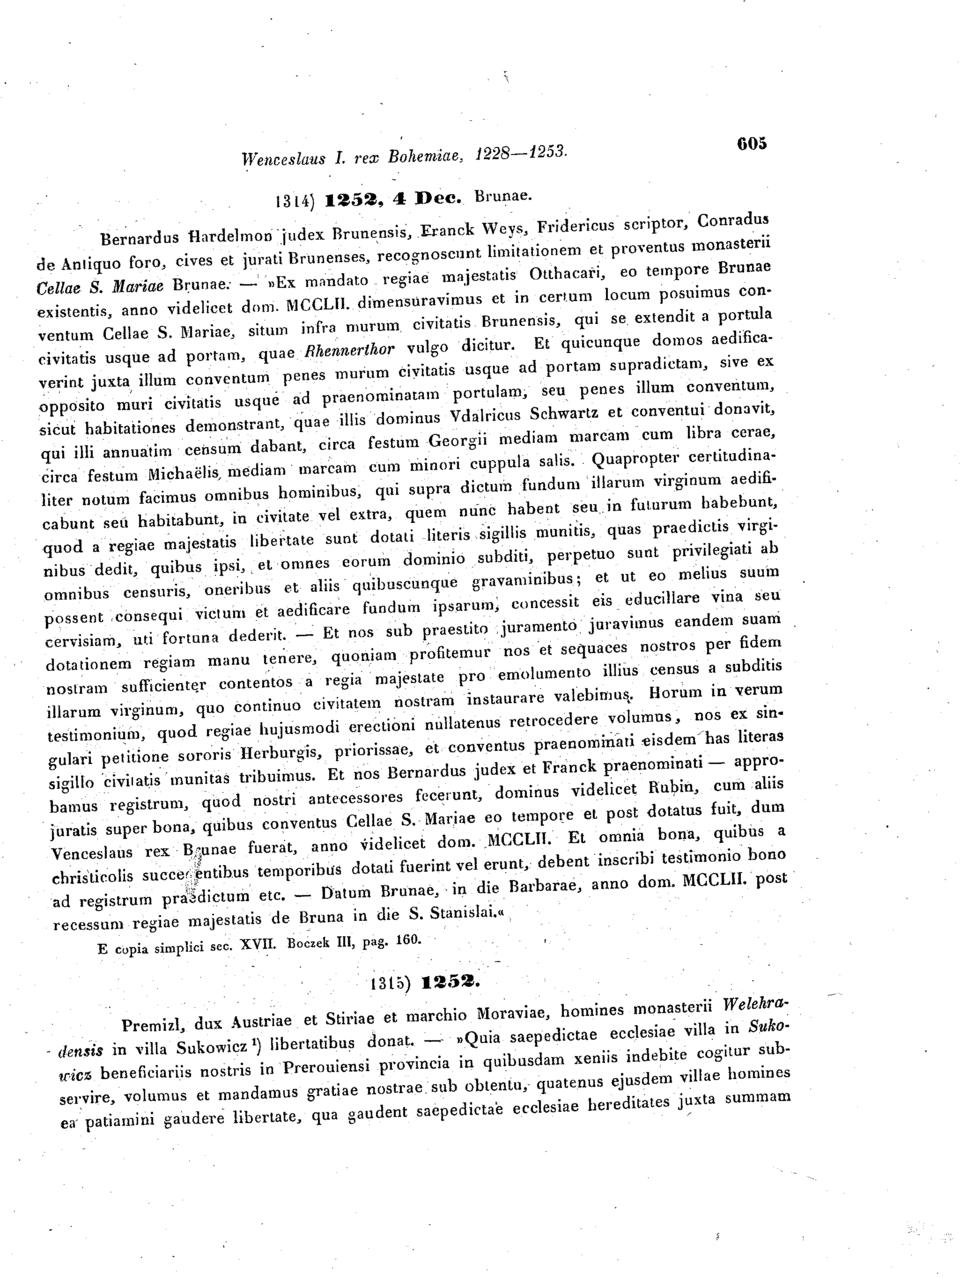 Wenceslaus I. rex Bohemiae, 1228—1253.
605
1314) 1252, 4 Dec. Brunae.
Bernardus Hardelmon judex Brunensis, Franck Weys, Fridericus scriptor, Conradus
de Antiquo foro, cives et jurati Brunenses, recognoscunt limitationem et proventus monasterii
Cellae S. Mariae Brunae: — »Ex mandato regiae majestatis Otthacari, eo tempore Brunae
existentis, anno videlicet dom. MCCLII. dimensuravimus et in certum locum posuimus con-
ventum Cellae S. Mariae, situm infra murum civitatis Brunensis, qui se extendit a portula
civitatis usque ad portam, quae Rhennerthor vulgo dicitur. Et quicunque domos aedifica-
verint juxta illum conventum penes murum civitatis usque ad portam supradictam, sive ex
opposito muri civitatis usque ad praenominatam portulam, seu penes illum conventum,
sicut habitationes demonstrant, quae illis dominus Vdalricus Schwartz et conventui donavit,
qui illi annuatim censum dabant, circa festum Georgii mediam marcam cum libra cerae,
circa festum Michaëlis mediam marcam cum minori cuppula salis. Quapropter certitudina-
liter notum facimus omnibus hominibus, qui supra dictum fundum illarum virginum aedifi-
cabunt seu habitabunt, in civitate vel extra, quem nunc habent seu in futurum habebunt,
quod a regiae majestatis libertate sunt dotati literis sigillis munitis, quas praedictis virgi-
nibus dedit, quibus ipsi, et omnes eorum dominio subditi, perpetuo sunt privilegiati ab
omnibus censuris, oneribus et aliis quibuscunque gravaminibus; et ut eo melius suum
possent consequi victum et aedificare fundum ipsarum, concessit eis educillare vina seu
cervisiam, uti fortuna dederit. — Et nos sub praestito juramento juravimus eandem suam
dotationem regiam manu tenere, quoniam profitemur nos et sequaces nostros per fidem
nostram sufficienter contentos a regia majestate pro emolumento illius census a subditis
illarum virginum, quo continuo civitatem nostram instaurare valebimus. Horum in verum
testimonium, quod regiae hujusmodi erectioni nullatenus retrocedere volumus, nos ex sin-
gulari petitione sororis Herburgis, priorissae, et conventus praenominati eisdem has literas
sigillo civitatis munitas tribuimus. Et nos Bernardus judex et Franck praenominati — appro-
bamus registrum, quod nostri antecessores fecerunt, dominus videlicet Rubin, cum aliis
juratis super bona, quibus conventus Cellae S. Mariae eo tempore et post dotatus fuit, dum
Venceslaus rex Brunae fuerat, anno videlicet dom. MCCLII. Et omnia bona, quibus a
christicolis succedentibus temporibus dotati fuerint vel erunt, debent inscribi testimonio bono
ad registrum praedictum etc. — Datum Brunae, in die Barbarae, anno dom. MCCLII. post
recessum regiae majestatis de Bruna in die S. Stanislai.«
E copia simplici sec. XVII. Boczek III, pag. 160.
1315) 1252.
Premizl, dux Austriae et Stiriae et marchio Moraviae, homines monasterii Welehra-
densis in villa Sukowicz ¹) libertatibus donat. — »Quia saepedictae ecclesiae villa in Suko-
wicz beneficiariis nostris in Prerouiensi provincia in quibusdam xeniis indebite cogitur sub-
servire, volumus et mandamus gratiae nostrae sub obtentu, quatenus ejusdem villae homines
ea patiamini gaudere libertate, qua gaudent saepedictae ecclesiae hereditates juxta summam